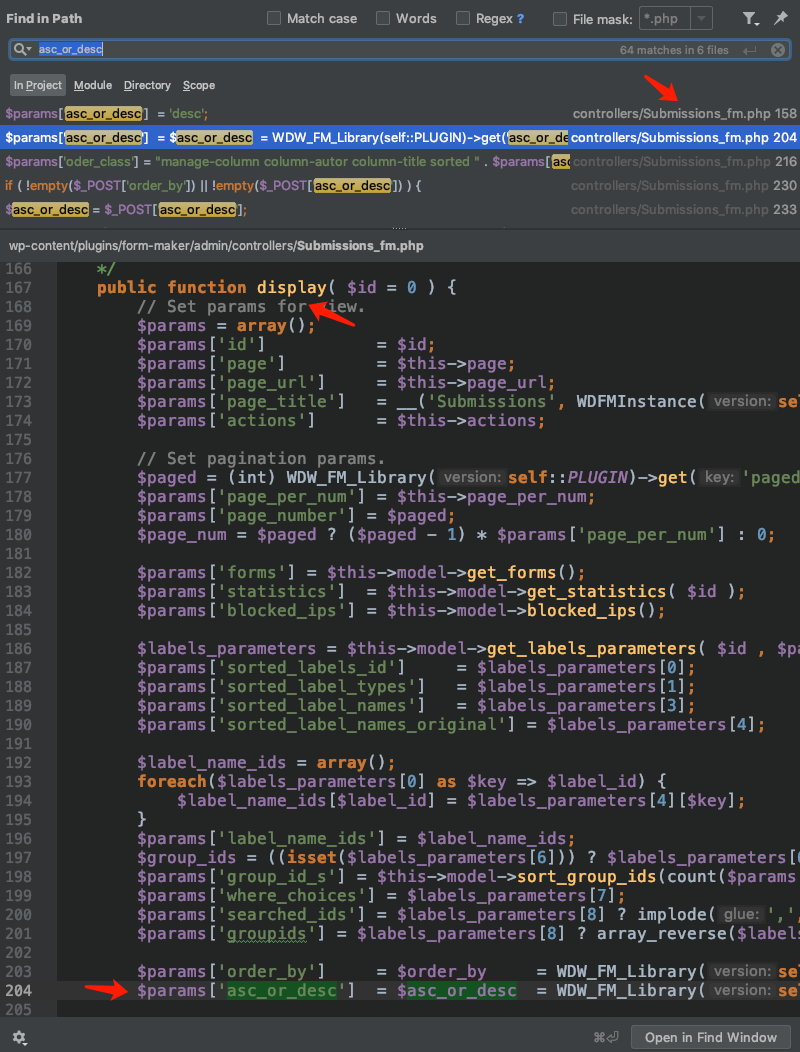 Find in Path Match case Words Regex ? File mask: *.php
asc_or_desc 64 matches in 6 files
In Project Module Directory Scope
$params['asc_or_desc'] = 'desc'; controllers/Submissions_fm.php 158
$params['asc_or_desc'] = $asc_or_desc = WDW_FM_Library(self::PLUGIN)->get('asc_or_de controllers/Submissions_fm.php 204
$params['oder_class'] = "manage-column column-autor column-title sorted " . $params['asc controllers/Submissions_fm.php 216
if ( !empty($_POST['order_by']) || !empty($_POST['asc_or_desc']) ) { controllers/Submissions_fm.php 230
$asc_or_desc = $_POST['asc_or_desc']; controllers/Submissions_fm.php 233
wp-content/plugins/form-maker/admin/controllers/Submissions_fm.php
166 */
167 public function display( $id = 0 ) {
168 // Set params for view.
169 $params = array();
170 $params['id'] = $id;
171 $params['page'] = $this->page;
172 $params['page_url'] = $this->page_url;
173 $params['page_title'] = __('Submissions', WDFMInstance( version: sel
174 $params['actions'] = $this->actions;
175
176 // Set pagination params.
177 $paged = (int) WDW_FM_Library( version: self::PLUGIN)->get( key: 'paged
178 $params['page_per_num'] = $this->page_per_num;
179 $params['page_number'] = $paged;
180 $page_num = $paged ? ($paged - 1) * $params['page_per_num'] : 0;
181
182 $params['forms'] = $this->model->get_forms();
183 $params['statistics'] = $this->model->get_statistics( $id );
184 $params['blocked_ips'] = $this->model->blocked_ips();
185
186 $labels_parameters = $this->model->get_labels_parameters( $id , $pa
187 $params['sorted_labels_id'] = $labels_parameters[0];
188 $params['sorted_label_types'] = $labels_parameters[1];
189 $params['sorted_label_names'] = $labels_parameters[3];
190 $params['sorted_label_names_original'] = $labels_parameters[4];
191
192 $label_name_ids = array();
193 foreach($labels_parameters[0] as $key => $label_id) {
194 $label_name_ids[$label_id] = $labels_parameters[4][$key];
195 }
196 $params['label_name_ids'] = $label_name_ids;
197 $group_ids = ((isset($labels_parameters[6])) ? $labels_parameters[6
198 $params['group_id_s'] = $this->model->sort_group_ids(count($params
199 $params['where_choices'] = $labels_parameters[7];
200 $params['searched_ids'] = $labels_parameters[8] ? implode( glue: ',',
201 $params['groupids'] = $labels_parameters[8] ? array_reverse($labels
202
203 $params['order_by'] = $order_by = WDW_FM_Library( version: sel
204 $params['asc_or_desc'] = $asc_or_desc = WDW_FM_Library( version: sel
205
⌘⏎ Open in Find Window